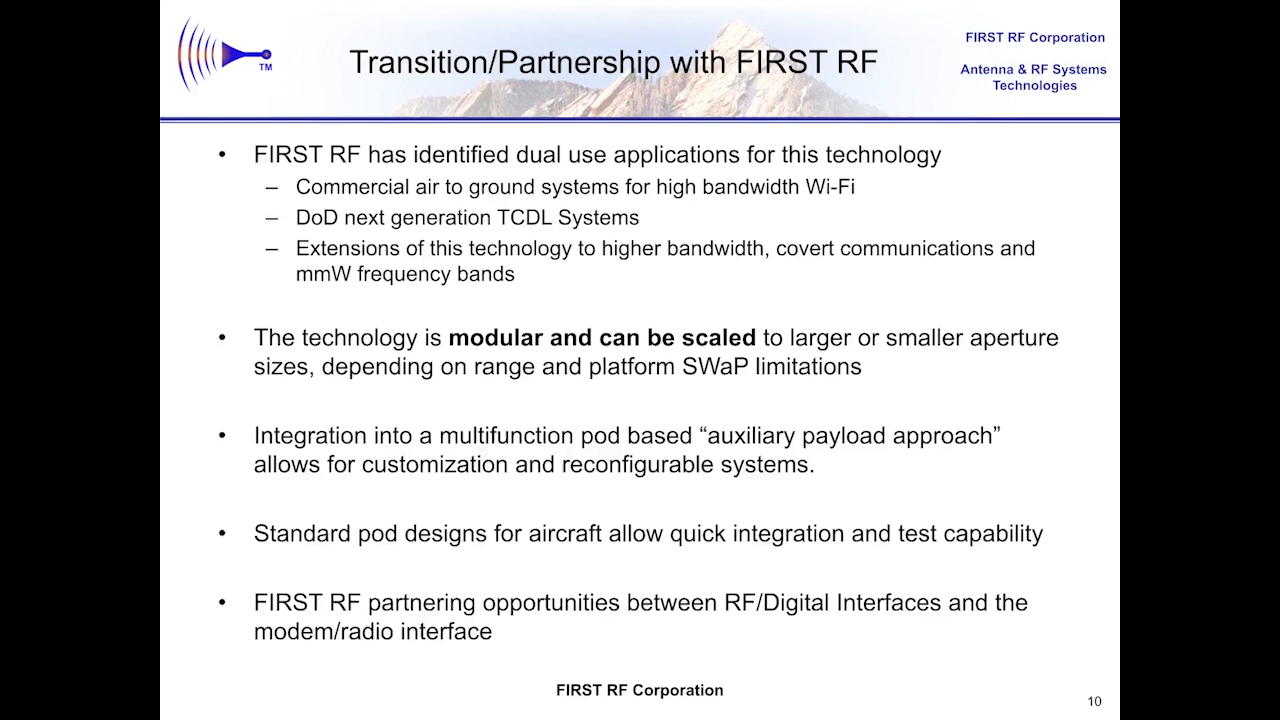 TM
Transition/Partnership with FIRST RF
FIRST RF Corporation
Antenna & RF Systems
Technologies
• FIRST RF has identified dual use applications for this technology
– Commercial air to ground systems for high bandwidth Wi-Fi
– DoD next generation TCDL Systems
– Extensions of this technology to higher bandwidth, covert communications and
mmW frequency bands
• The technology is modular and can be scaled to larger or smaller aperture
sizes, depending on range and platform SWaP limitations
• Integration into a multifunction pod based “auxiliary payload approach”
allows for customization and reconfigurable systems.
• Standard pod designs for aircraft allow quick integration and test capability
• FIRST RF partnering opportunities between RF/Digital Interfaces and the
modem/radio interface
FIRST RF Corporation
10